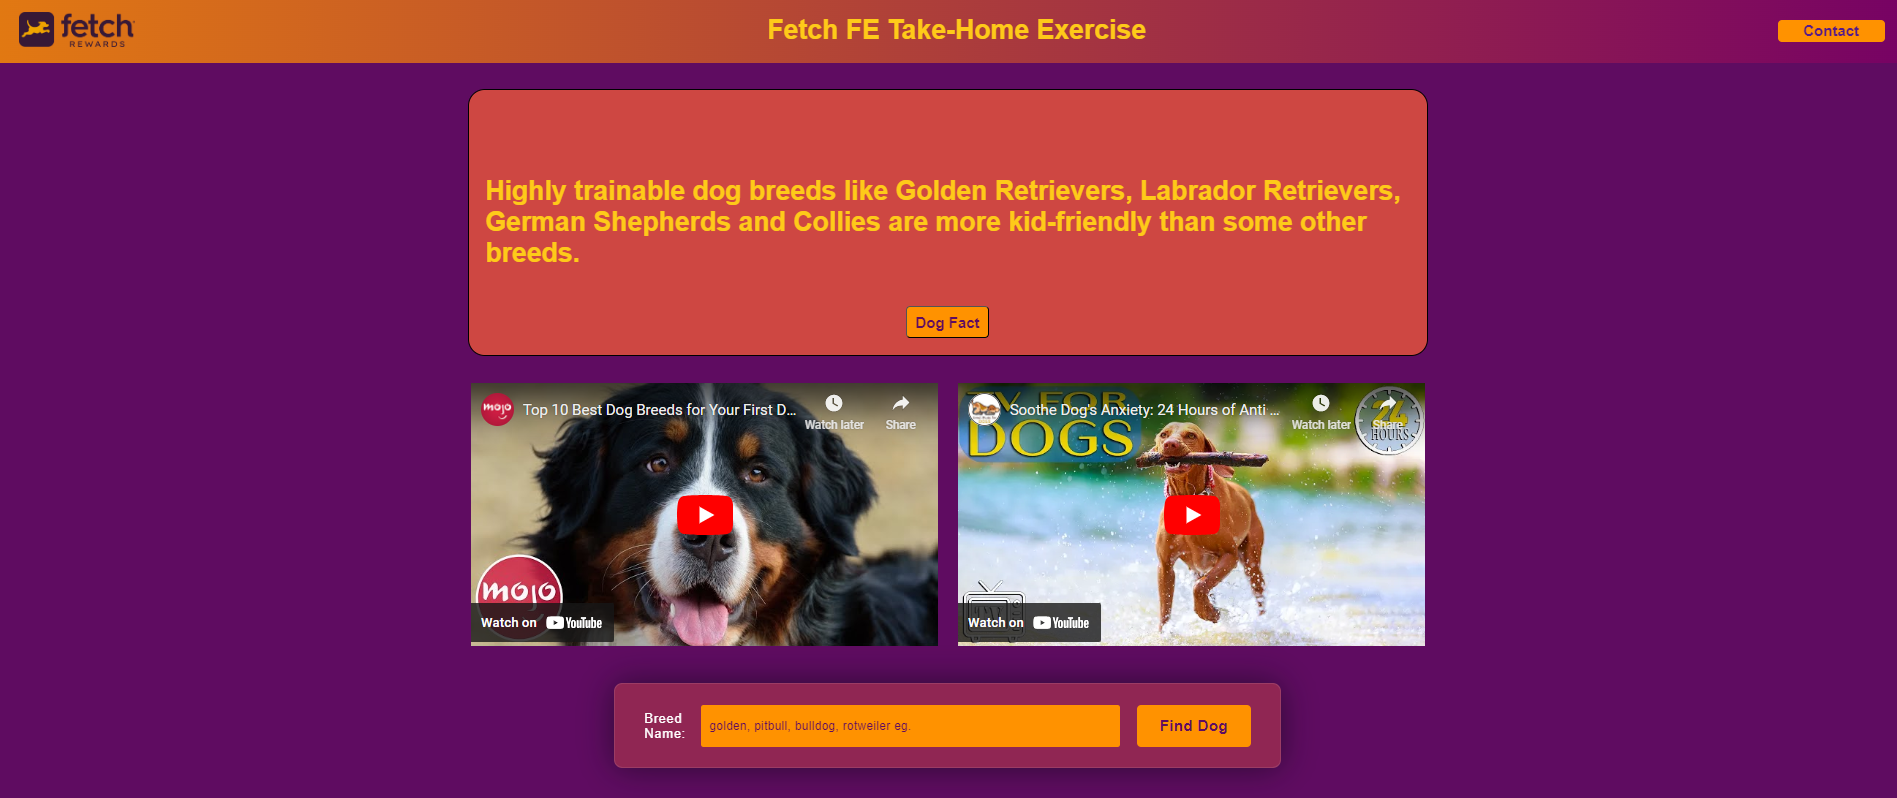 fetch
REWARDS
Fetch FE Take-Home Exercise
Contact
Highly trainable dog breeds like Golden Retrievers, Labrador Retrievers,
German Shepherds and Collies are more kid-friendly than some other
breeds.
Dog Fact
mojo
Top 10 Best Dog Breeds for Your First D...
Watch later
Share
mojo
Watch on YouTube
Soothe Dog's Anxiety: 24 Hours of Anti ...
Watch later
Share
TV FOR
DOGS
24
HOURS
Watch on YouTube
Breed
Name:
golden, pitbull, bulldog, rotweiler eg.
Find Dog